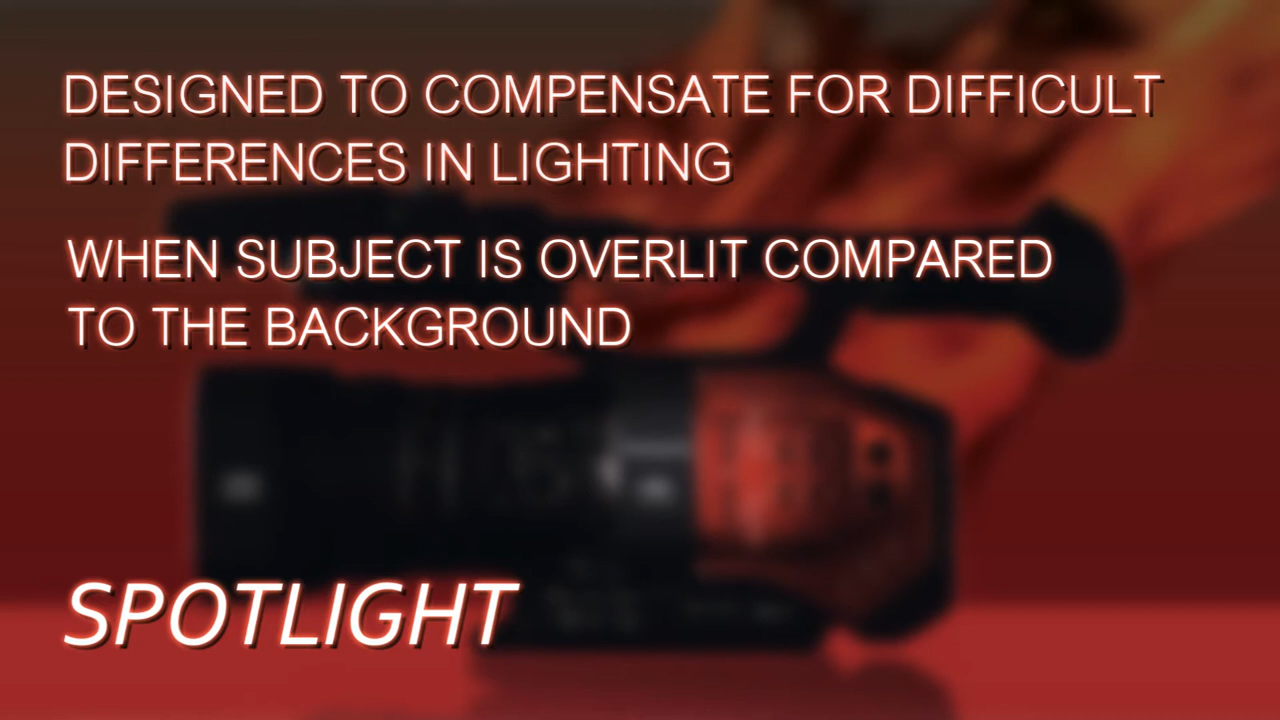 DESIGNED TO COMPENSATE FOR DIFFICULT
DIFFERENCES IN LIGHTING
WHEN SUBJECT IS OVERLIT COMPARED
TO THE BACKGROUND
SPOTLIGHT